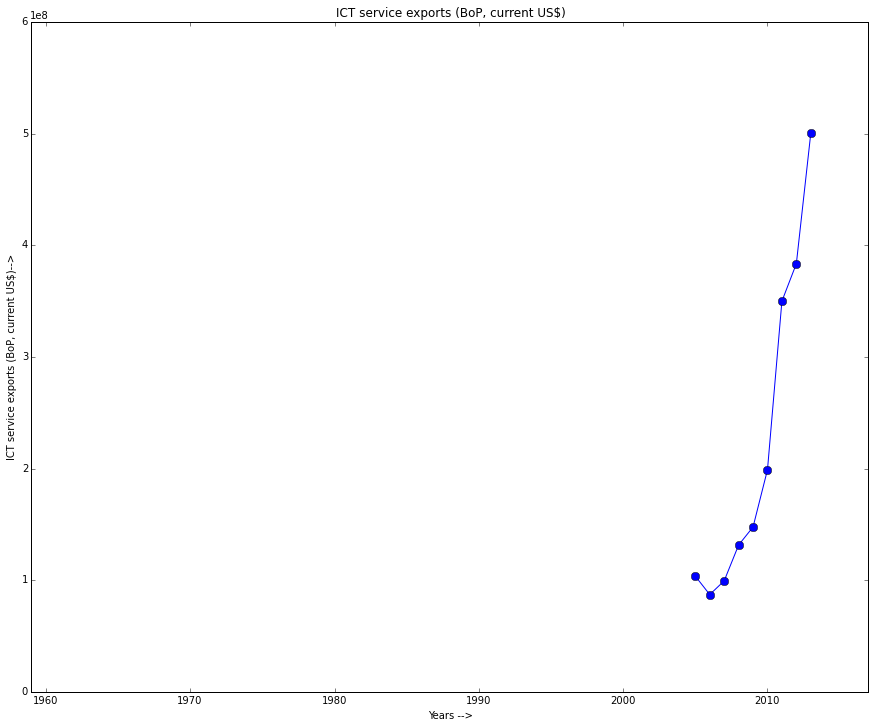 ICT service exports (BoP, current US$)
1e8
6
5
4
3
2
1
0
ICT service exports (BoP, current US$)-->
1960 1970 1980 1990 2000 2010
Years -->